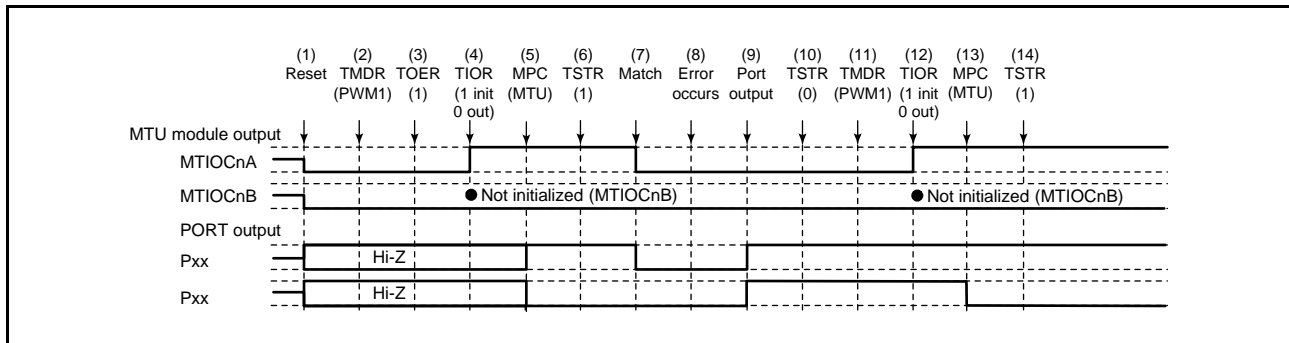 (1) (2) (3) (4) (5) (6) (7) (8) (9) (10) (11) (12) (13) (14)
Reset TMDR TOER TIOR MPC TSTR Match Error Port TSTR TMDR TIOR MPC TSTR
(PWM1) (1) (1 init (MTU) (1) occurs output (0) (PWM1) (1 init (MTU) (1)
0 out) 0 out)
MTU module output
MTIOCnA
MTIOCnB ● Not initialized (MTIOCnB) ● Not initialized (MTIOCnB)
PORT output
Pxx Hi-Z
Pxx Hi-Z